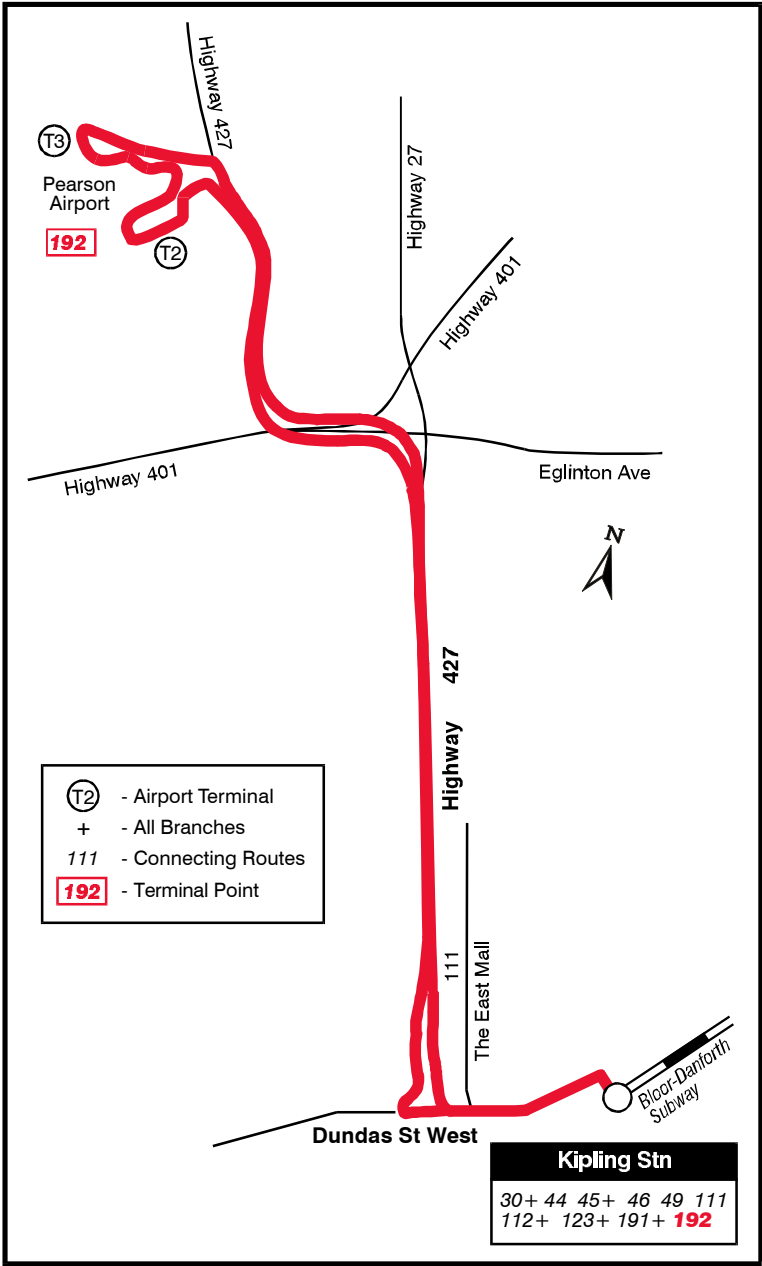 Highway 427
T3
Pearson
Airport
192
T2
Highway 27
Highway 401
Highway 401
Eglinton Ave
N
Highway 427
T2 - Airport Terminal
+ - All Branches
111 - Connecting Routes
192 - Terminal Point
111
The East Mall
Bloor-Danforth
Subway
Dundas St West
Kipling Stn
30+ 44 45+ 46 49 111
112+ 123+ 191+ 192